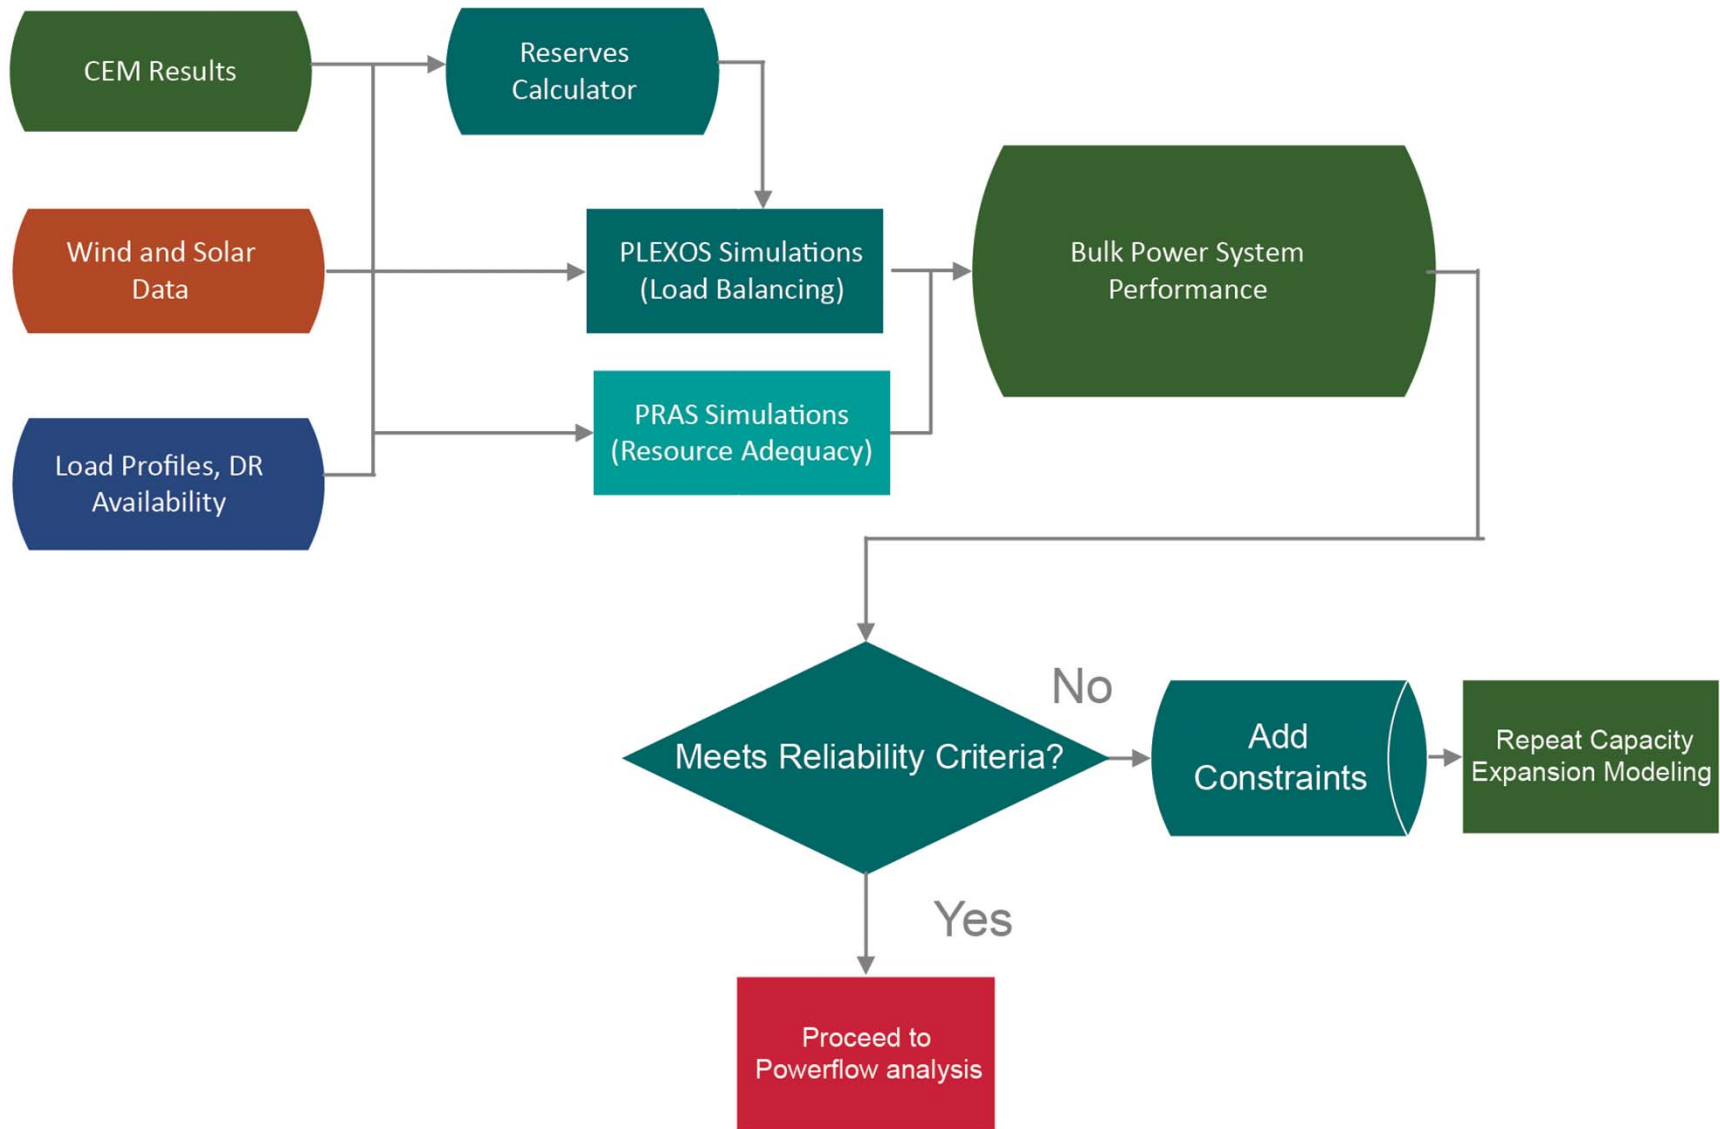 CEM Results
Reserves
Calculator
Wind and Solar
Data
PLEXOS Simulations
(Load Balancing)
Bulk Power System
Performance
Load Profiles, DR
Availability
PRAS Simulations
(Resource Adequacy)
Meets Reliability Criteria?
No
Add
Constraints
Repeat Capacity
Expansion Modeling
Yes
Proceed to
Powerflow analysis